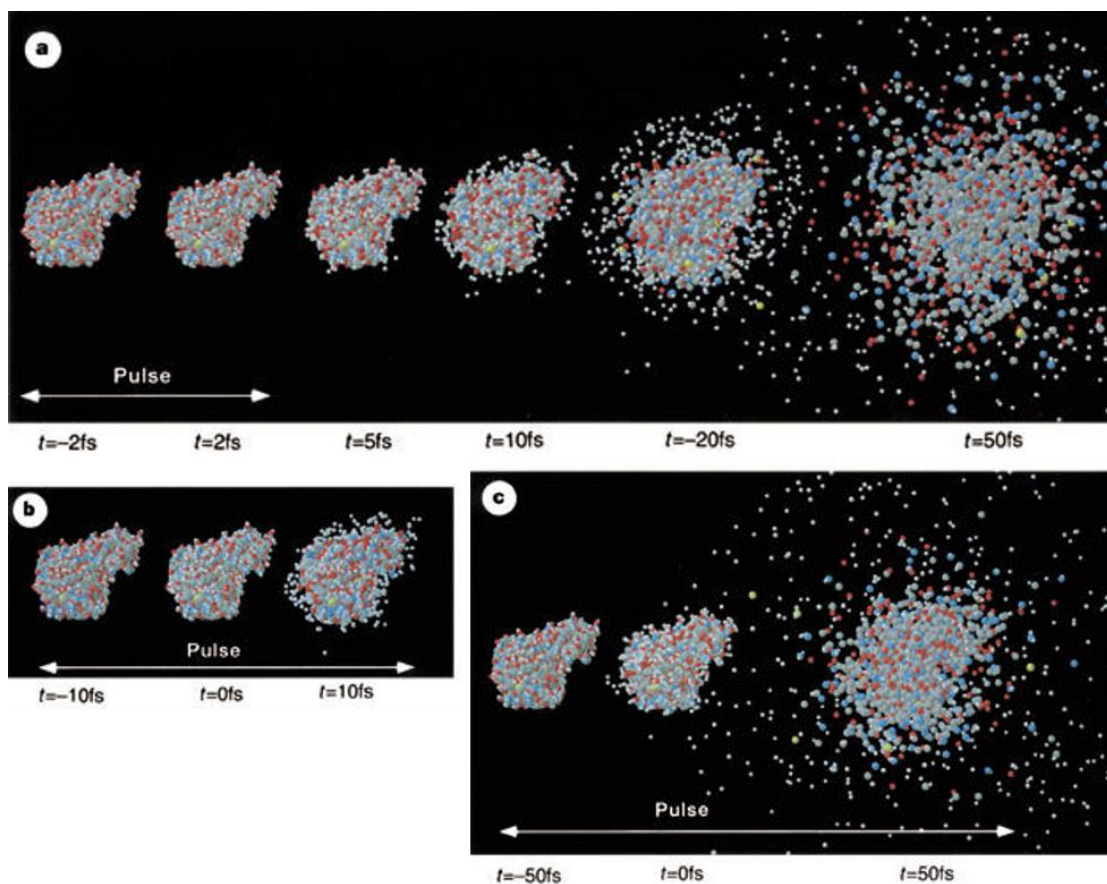 a
Pulse
t=–2fs t=2fs t=5fs t=10fs t=–20fs t=50fs
b
Pulse
t=–10fs t=0fs t=10fs
c
Pulse
t=–50fs t=0fs t=50fs